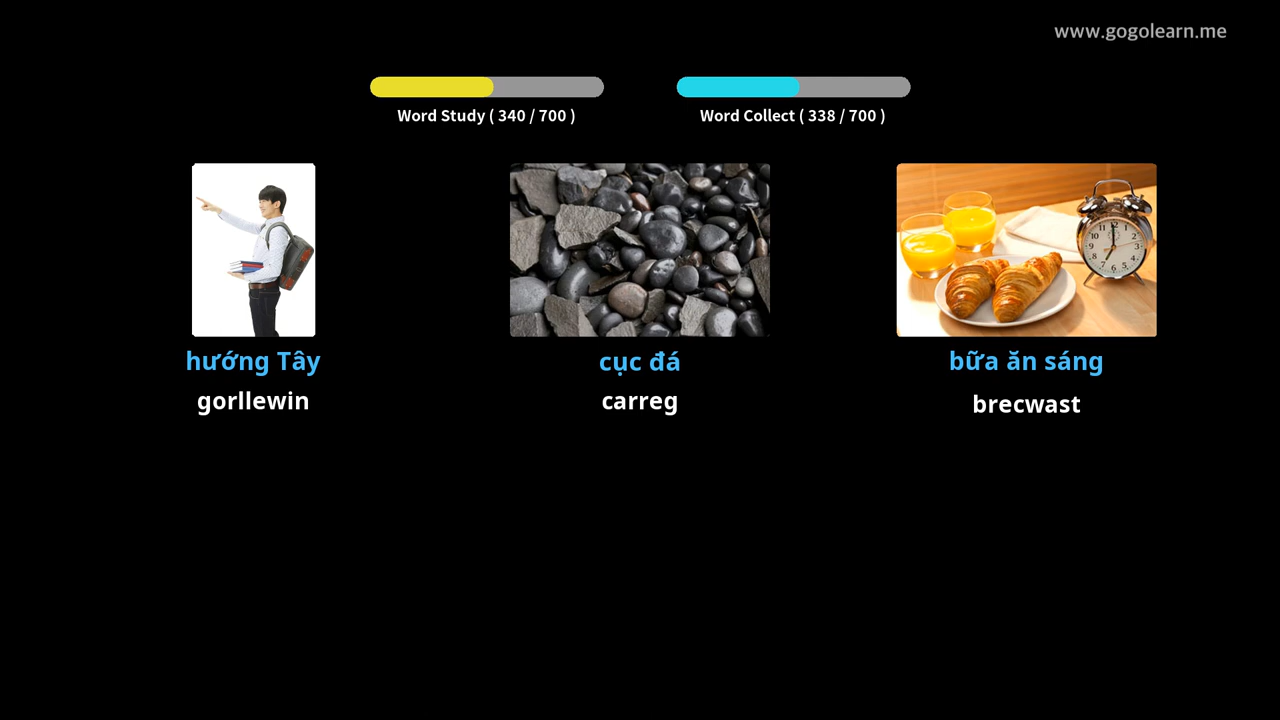 www.gogolearn.me
Word Study ( 340 / 700 )
Word Collect ( 338 / 700 )
hướng Tây
cục đá
bữa ăn sáng
gorllewin
carreg
brecwast